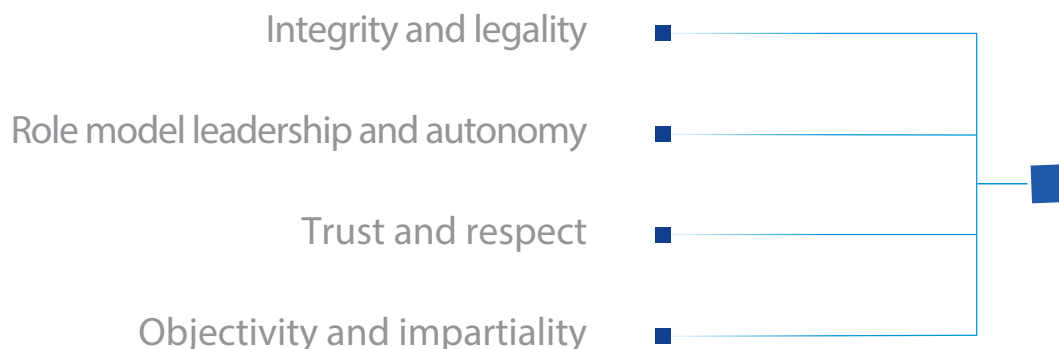 Integrity and legality
Role model leadership and autonomy
Trust and respect
Objectivity and impartiality